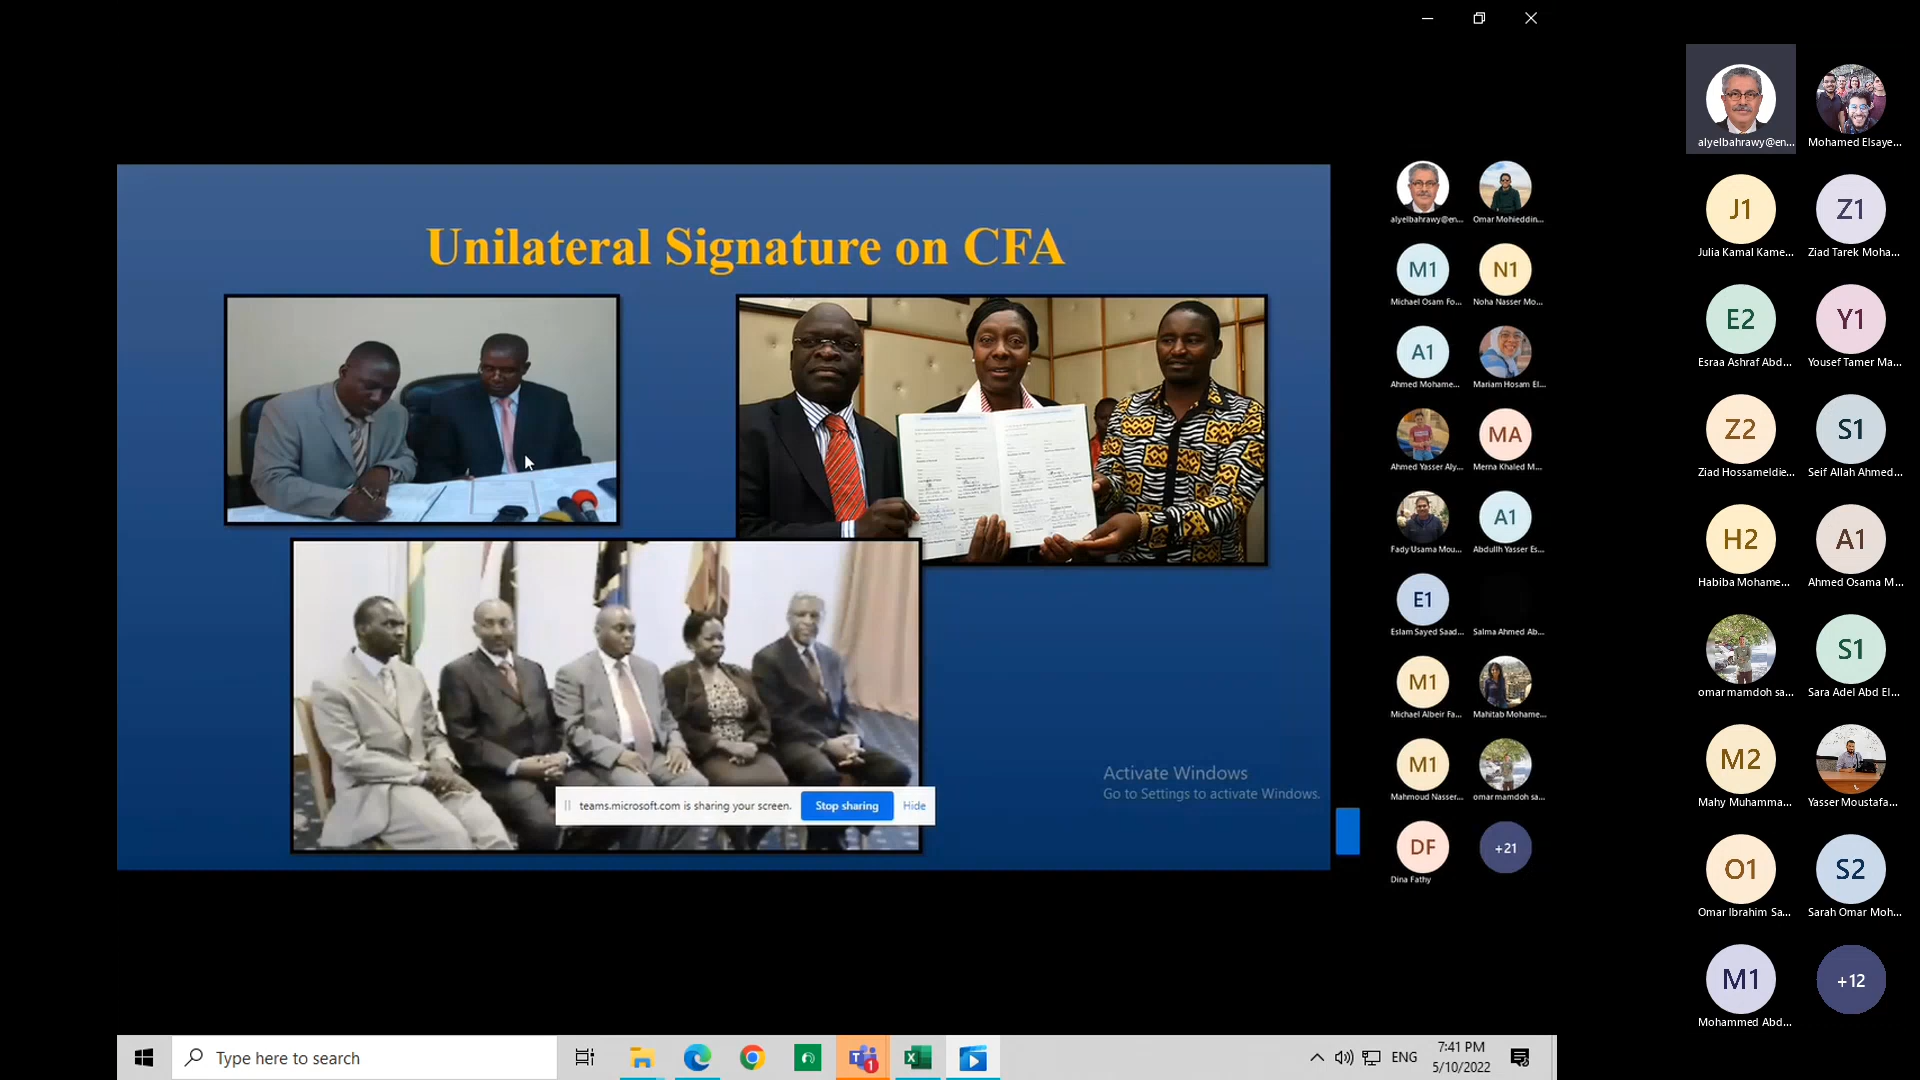 Unilateral Signature on CFA
Activate Windows
Go to Settings to activate Windows.
teams.microsoft.com is sharing your screen.
Stop sharing
Hide
alyelbahrawy@en...
Omar Mohieddin...
M1
N1
Michael Osam Fo...
Noha Nasser Mo...
A1
Ahmed Mohame...
Mariam Hosam El...
MA
Ahmed Yasser Aly...
Merna Khaled M...
A1
Fady Usama Mou...
Abdullh Yasser Es...
E1
Eslam Sayed Saad...
Salma Ahmed Ab...
M1
Michael Albeir Fa...
Mahitab Mohame...
M1
Mahmoud Nasser...
omar mamdoh sa...
DF
+21
Dina Fathy
alyelbahrawy@en...
Mohamed Elsaye...
J1
Z1
Julia Kamal Kame...
Ziad Tarek Moha...
E2
Y1
Esraa Ashraf Abd...
Yousef Tamer Ma...
Z2
S1
Ziad Hossameldie...
Seif Allah Ahmed...
H2
A1
Habiba Mohame...
Ahmed Osama M...
S1
omar mamdoh sa...
Sara Adel Abd El...
M2
Mahy Muhamma...
Yasser Moustafa...
O1
S2
Omar Ibrahim Sa...
Sarah Omar Moh...
M1
+12
Mohammed Abd...
Type here to search
T
1
X
ENG
7:41 PM
5/10/2022